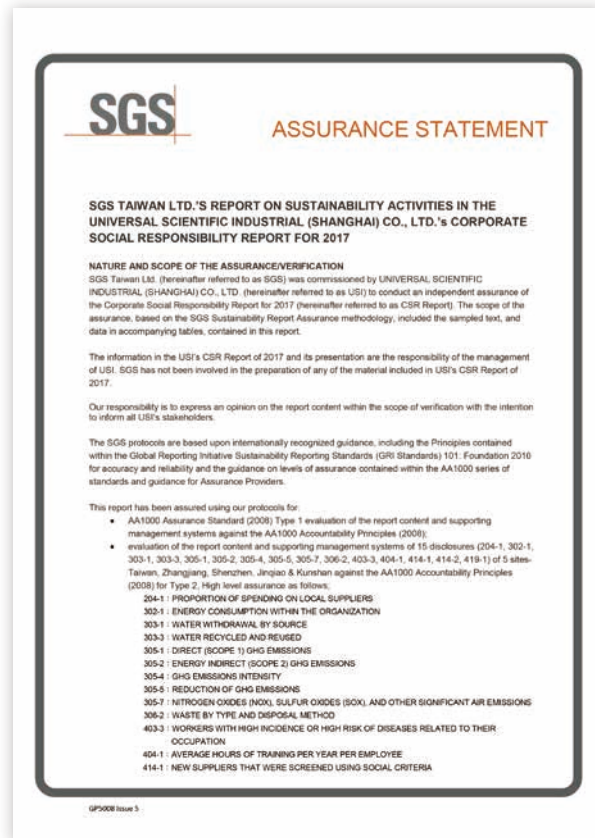 SGS
ASSURANCE STATEMENT
SGS TAIWAN LTD.'S REPORT ON SUSTAINABILITY ACTIVITIES IN THE
UNIVERSAL SCIENTIFIC INDUSTRIAL (SHANGHAI) CO., LTD.'s CORPORATE
SOCIAL RESPONSIBILITY REPORT FOR 2017
NATURE AND SCOPE OF THE ASSURANCE/VERIFICATION
SGS Taiwan Ltd. (hereinafter referred to as SGS) was commissioned by UNIVERSAL SCIENTIFIC
INDUSTRIAL (SHANGHAI) CO., LTD. (hereinafter referred to as USI) to conduct an independent assurance of
the Corporate Social Responsibility Report for 2017 (hereinafter referred to as CSR Report). The scope of the
assurance, based on the SGS Sustainability Report Assurance methodology, included the sampled text, and
data in accompanying tables, contained in this report.
The information in the USI's CSR Report of 2017 and its presentation are the responsibility of the management
of USI. SGS has not been involved in the preparation of any of the material included in USI's CSR Report of
2017.
Our responsibility is to express an opinion on the report content within the scope of verification with the intention
to inform all USI's stakeholders.
The SGS protocols are based upon internationally recognized guidance, including the Principles contained
within the Global Reporting Initiative Sustainability Reporting Standards (GRI Standards) 101: Foundation 2016
for accuracy and reliability and the guidance on levels of assurance contained within the AA1000 series of
standards and guidance for Assurance Providers.
This report has been assured using our protocols for:
• AA1000 Assurance Standard (2008) Type 1 evaluation of the report content and supporting
management systems against the AA1000 Accountability Principles (2008);
• evaluation of the report content and supporting management systems of 15 disclosures (204-1, 302-1,
303-1, 303-3, 305-1, 305-2, 305-4, 305-5, 305-7, 306-2, 403-3, 404-1, 414-1, 414-2, 419-1) of 5 sites-
Taiwan, Zhangjiang, Shenzhen, Jinqiao & Kunshan against the AA1000 Accountability Principles
(2008) for Type 2, High level assurance as follows;
204-1 : PROPORTION OF SPENDING ON LOCAL SUPPLIERS
302-1 : ENERGY CONSUMPTION WITHIN THE ORGANIZATION
303-1 : WATER WITHDRAWAL BY SOURCE
303-3 : WATER RECYCLED AND REUSED
305-1 : DIRECT (SCOPE 1) GHG EMISSIONS
305-2 : ENERGY INDIRECT (SCOPE 2) GHG EMISSIONS
305-4 : GHG EMISSIONS INTENSITY
305-5 : REDUCTION OF GHG EMISSIONS
305-7 : NITROGEN OXIDES (NOX), SULFUR OXIDES (SOX), AND OTHER SIGNIFICANT AIR EMISSIONS
306-2 : WASTE BY TYPE AND DISPOSAL METHOD
403-3 : WORKERS WITH HIGH INCIDENCE OR HIGH RISK OF DISEASES RELATED TO THEIR
OCCUPATION
404-1 : AVERAGE HOURS OF TRAINING PER YEAR PER EMPLOYEE
414-1 : NEW SUPPLIERS THAT WERE SCREENED USING SOCIAL CRITERIA
GP5008 Issue 5